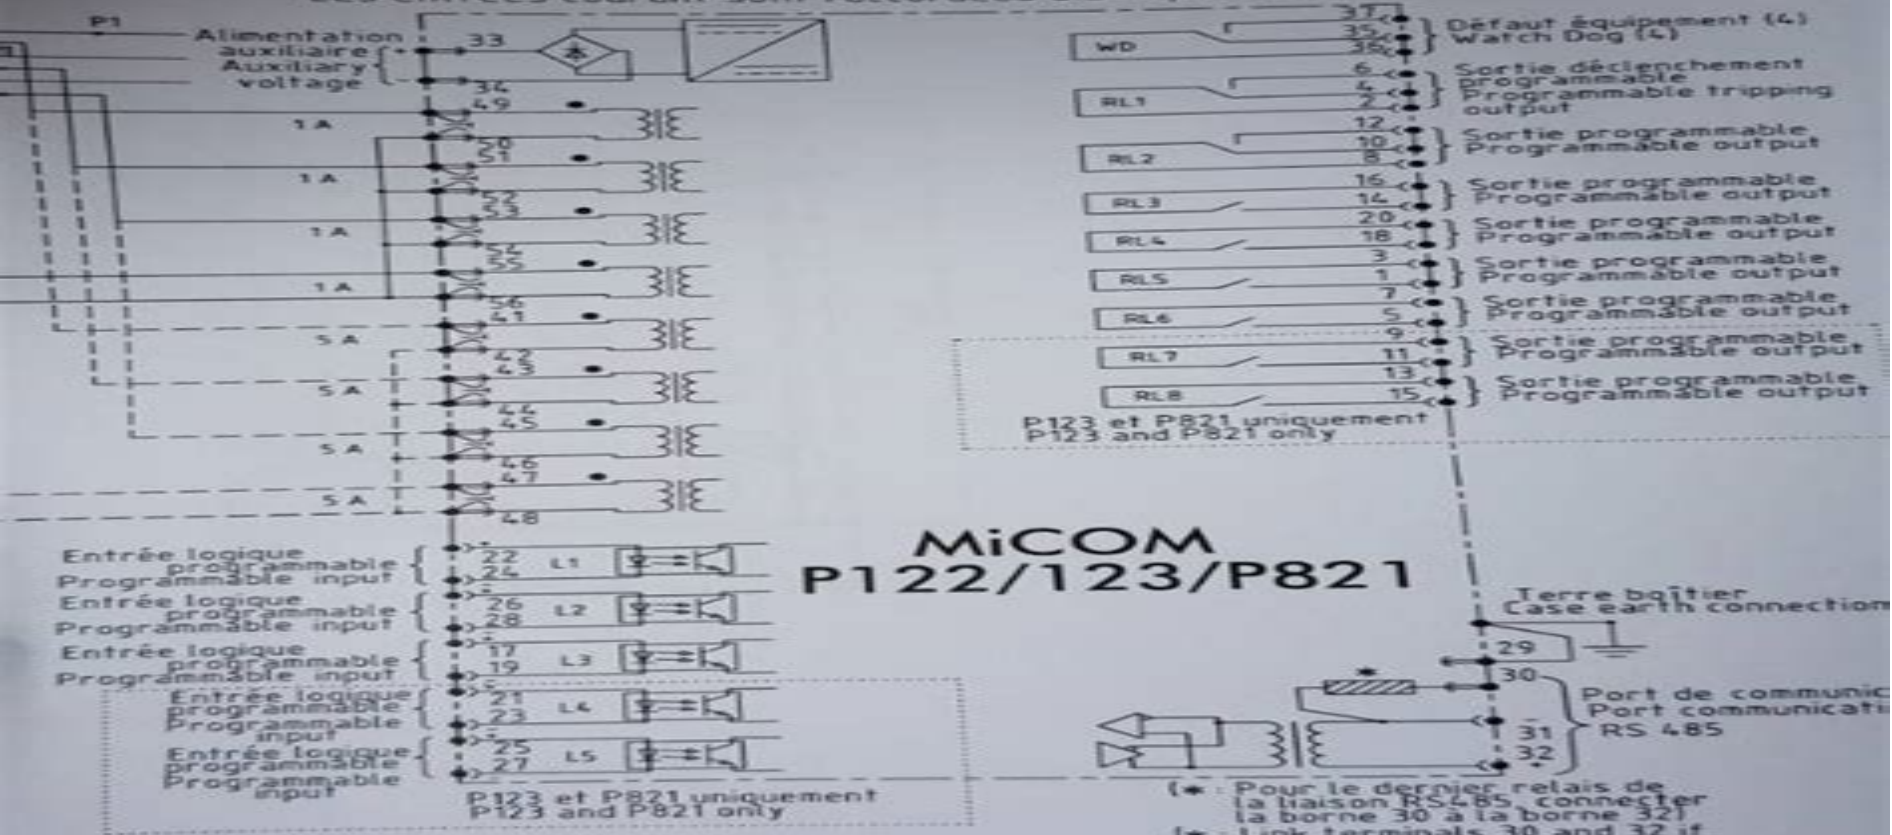 P1
Alimentation
auxiliaire
Auxiliary
voltage
+
-
33
34
49
1 A
50
51
1 A
52
53
1 A
54
55
1 A
56
41
5 A
42
43
5 A
44
45
5 A
46
47
5 A
48
Entrée logique
programmable
Programmable input
22
24
L1
Entrée logique
programmable
Programmable input
26
28
L2
Entrée logique
programmable
Programmable input
17
19
L3
Entrée logique
programmable
Programmable
input
21
23
L4
Entrée logique
programmable
Programmable
input
25
27
L5
P123 et P821 uniquement
P123 and P821 only
WD
37
35
36
Défaut équipement (4)
Watch Dog (4)
RL1
6
4
2
Sortie déclenchement
programmable
Programmable tripping
output
RL2
12
10
8
Sortie programmable
Programmable output
RL3
16
14
Sortie programmable
Programmable output
RL4
20
18
Sortie programmable
Programmable output
RL5
3
1
Sortie programmable
Programmable output
RL6
7
5
Sortie programmable
Programmable output
RL7
9
11
Sortie programmable
Programmable output
RL8
13
15
Sortie programmable
Programmable output
P123 et P821 uniquement
P123 and P821 only
MiCOM
P122/123/P821
Terre boîtier
Case earth connection
29
30
*
31
32
Port de communic
Port communicati
RS 485
(* : Pour le dernier relais de
la liaison RS485, connecter
la borne 30 à la borne 32)
(* : Link terminals 30 and 32 if